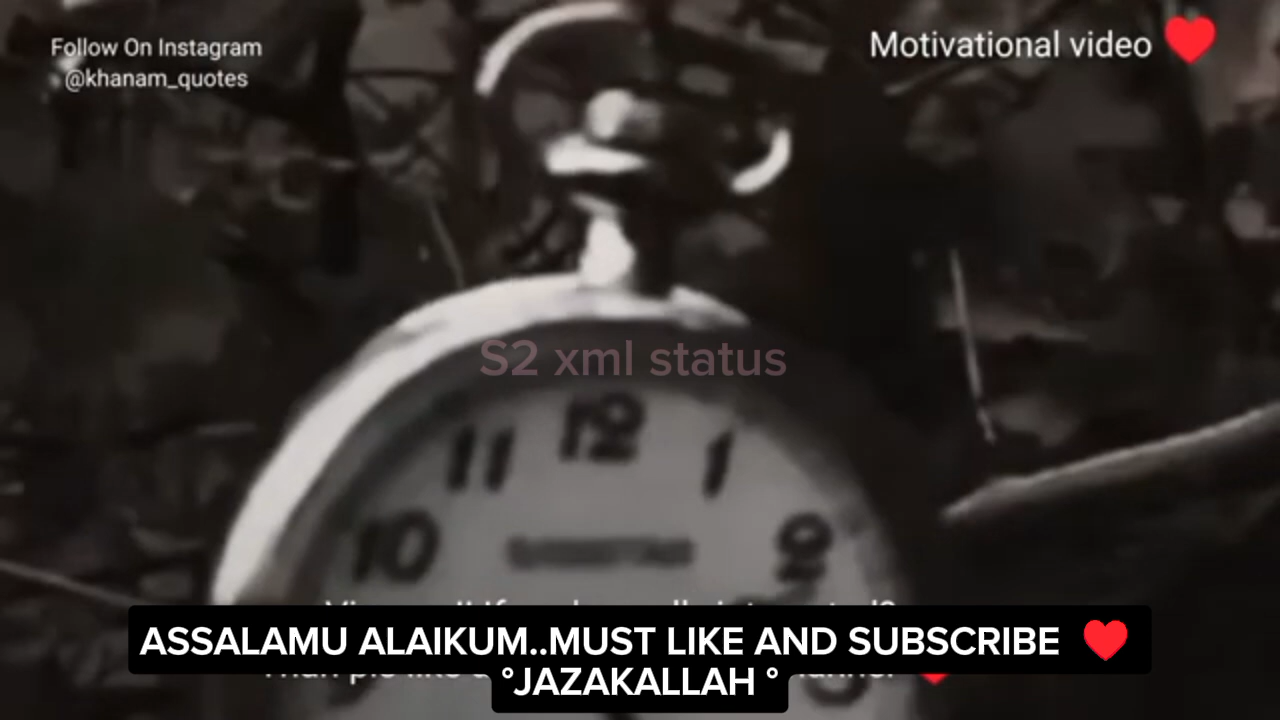 Follow On Instagram
@khanam_quotes
Motivational video ❤️
S2 xml status
11 12 1
10 2
ASSALAMU ALAIKUM..MUST LIKE AND SUBSCRIBE ❤️
°JAZAKALLAH °